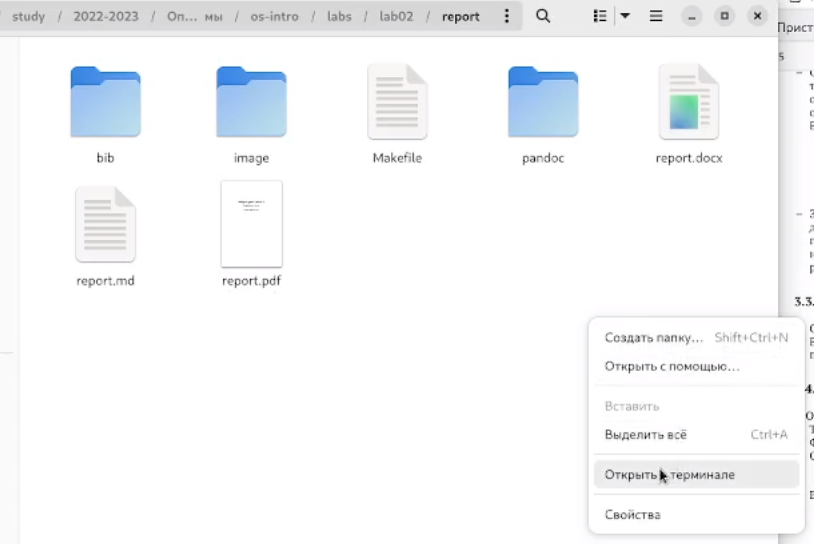 study / 2022-2023 / Оп... мы / os-intro / labs / lab02 / report
Прист
5
bib
image
Makefile
pandoc
report.docx
report.md
report.pdf
3.3.
Создать папку... Shift+Ctrl+N
Открыть с помощью...
Вставить
Выделить всё Ctrl+A
Открыть терминале
Свойства
4.